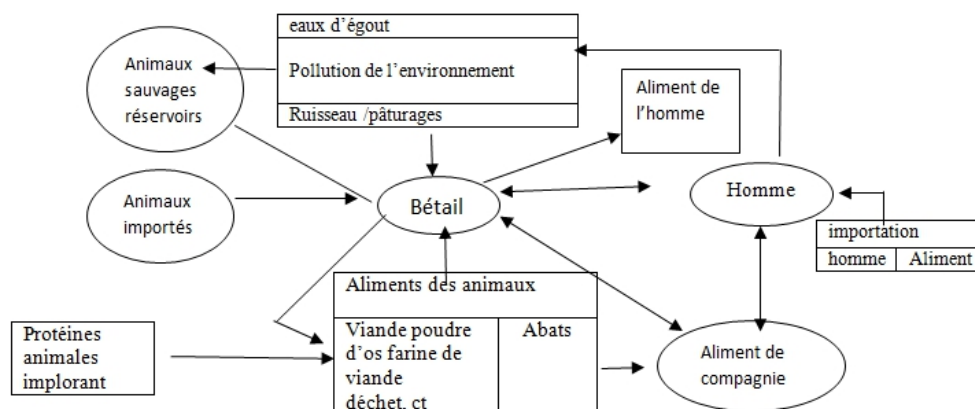 eaux d'égout
Pollution de l'environnement
Ruisseau /pâturages
Animaux
sauvages
réservoirs
Aliment de
l'homme
Animaux
importés
Bétail
Homme
importation
homme
Aliment
Aliments des animaux
Viande poudre
d'os farine de
viande
déchet, ct
Abats
Protéines
animales
implorant
Aliment de
compagnie